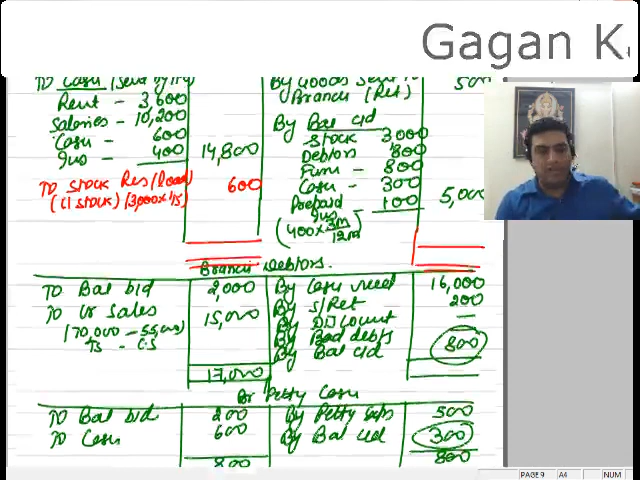 Gagan K
To Cash (Send by
Rent - 3,600
Salaries - 10,200
Cash - 600
Ins - 400
14,800
To Stock Res/load 600
(Cl stock) (3,000 x 1/5)
By Goods Sent to
Branch (Ret) 500
By Bal c/d
Stock 3000
Debtors 800
Furn - 800
Cash - 300
Prepaid Ins 100
5,000
(400 x 3m/12m)
Branch Debtors.
To Bal b/d 2,000
To Cr Sales 15,000
(70,000 - 55,000)
TS - CS
17,000
By Cash recd 16,000
By S/Ret 200
By Discount —
By Bad debts
By Bal c/d 800
Br Petty Cash
To Bal b/d 200
To Cash 600
800
By Petty Exps 500
By Bal c/d 300
800
PAGE 9 A4 NUM